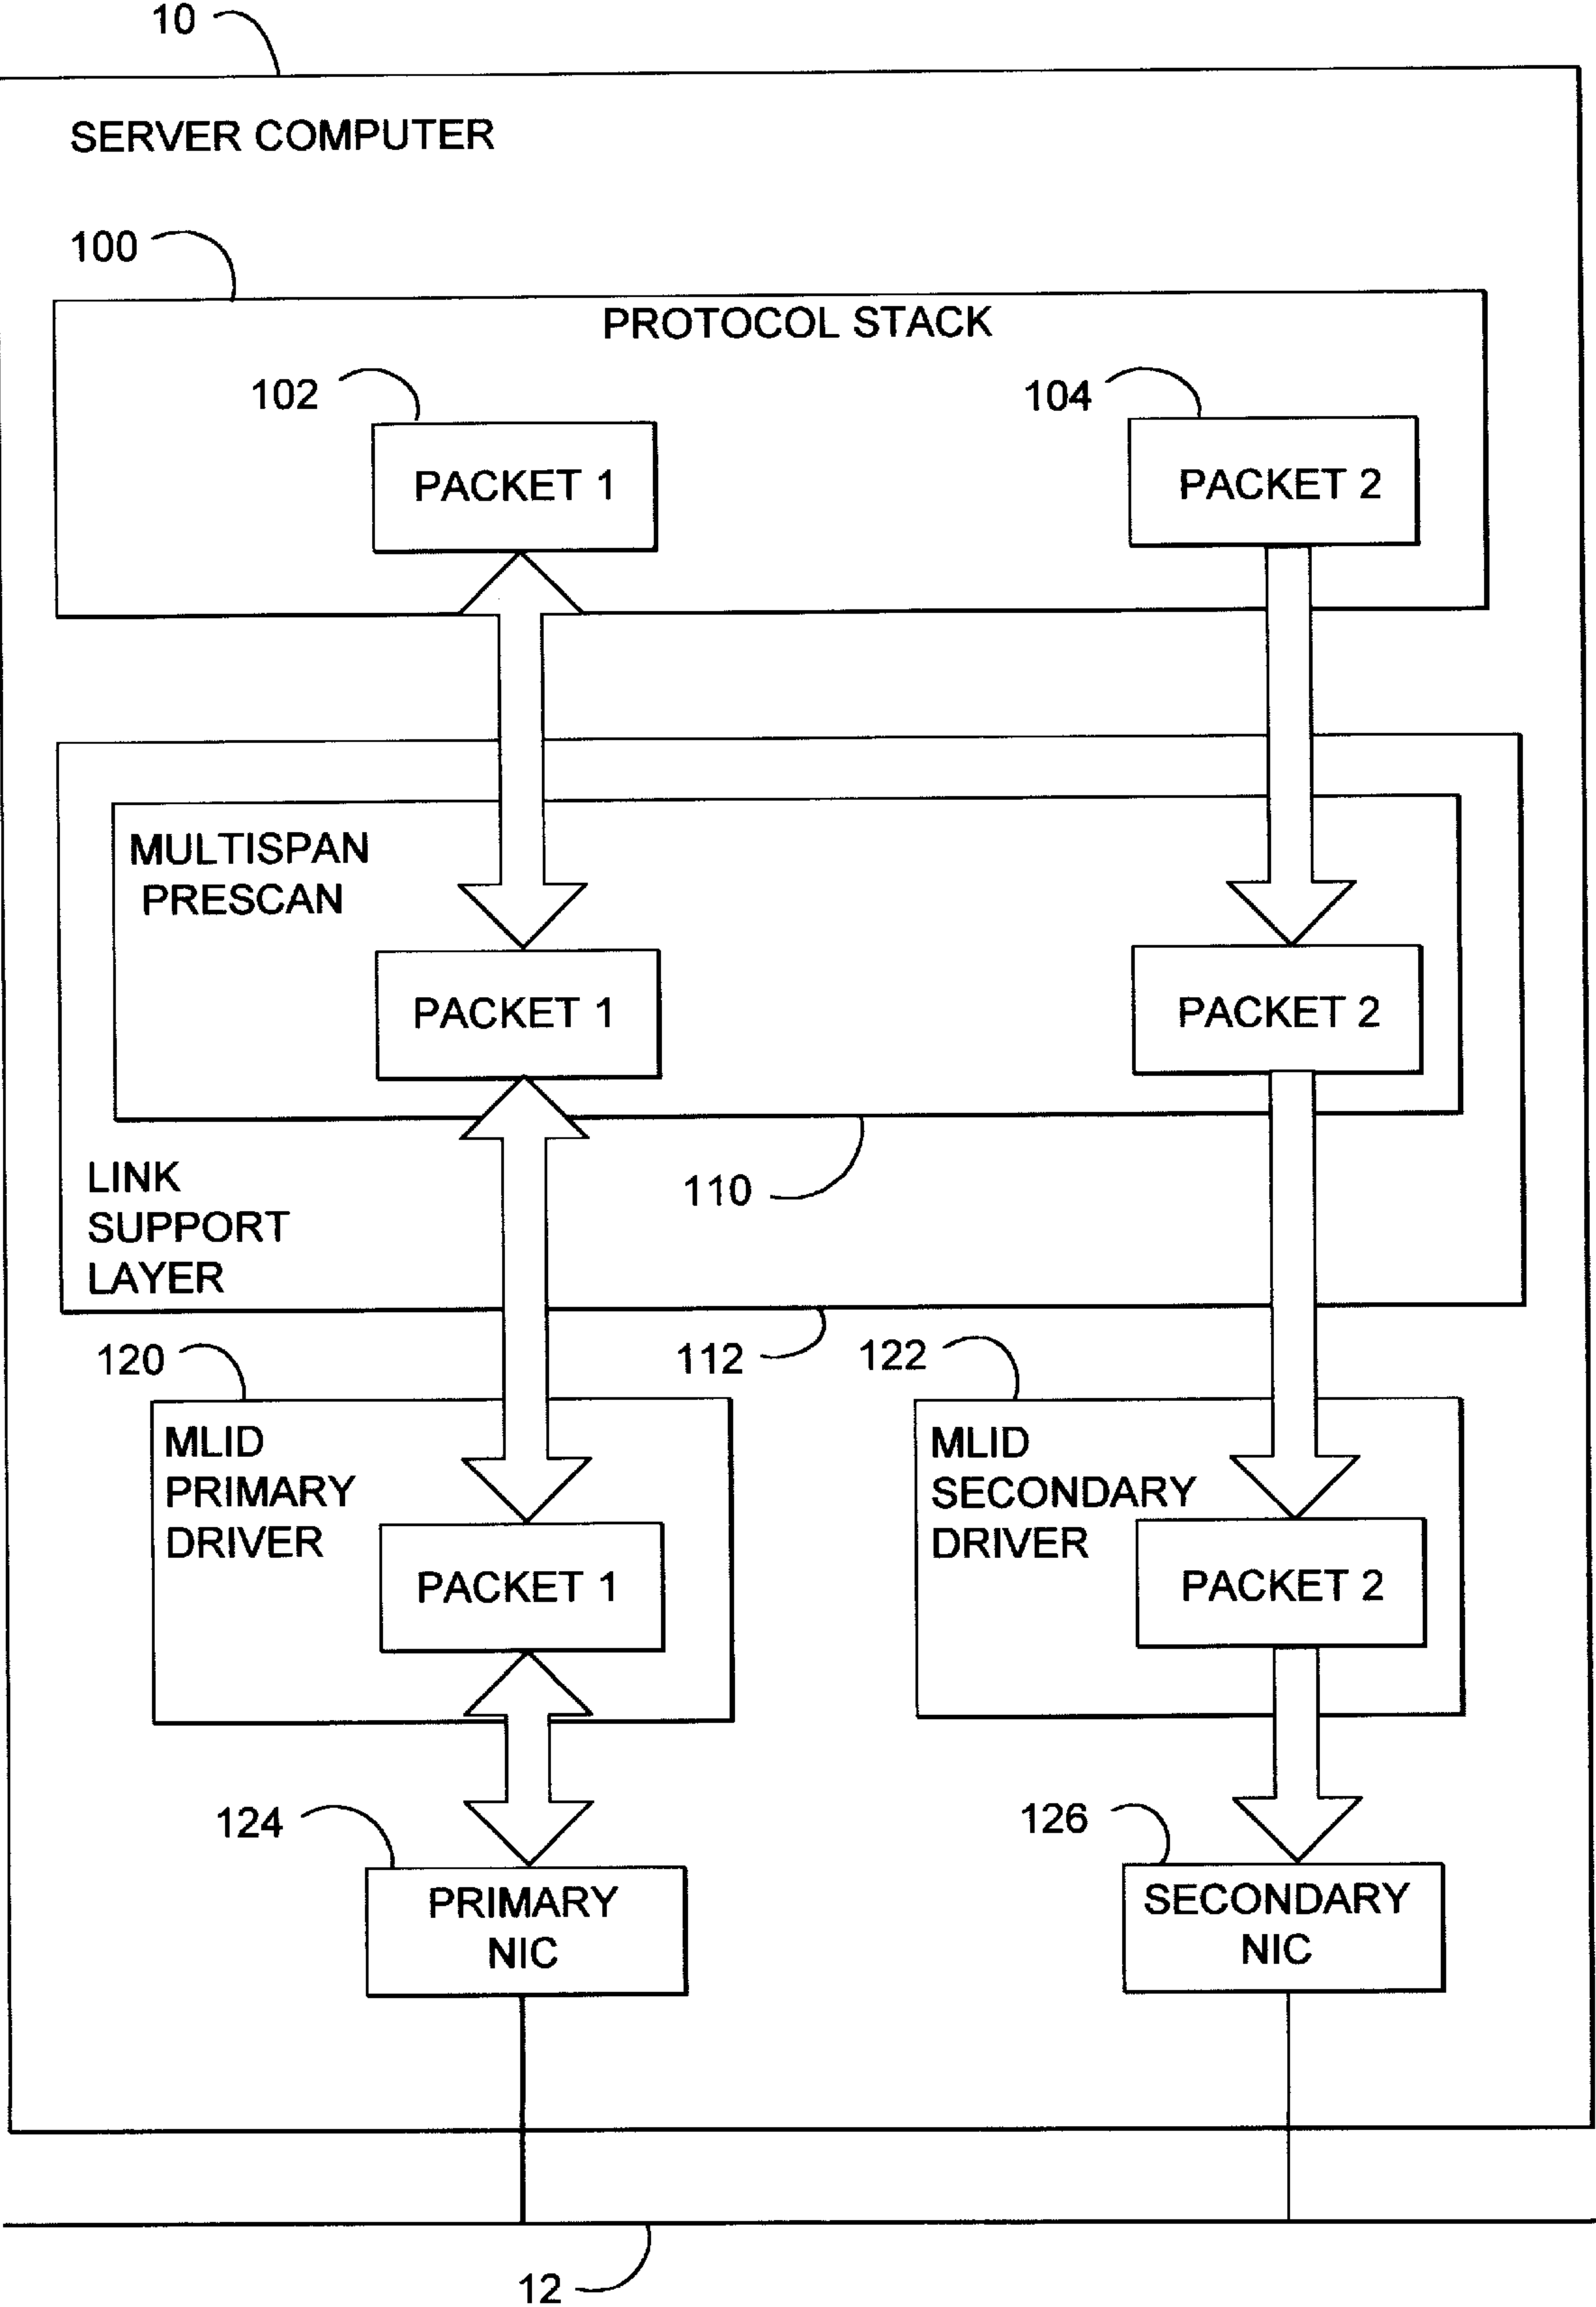 10
SERVER COMPUTER
100
PROTOCOL STACK
102
104
PACKET 1
PACKET 2
MULTISPAN
PRESCAN
PACKET 1
PACKET 2
LINK
SUPPORT
LAYER
110
112
120
122
MLID
PRIMARY
DRIVER
PACKET 1
MLID
SECONDARY
DRIVER
PACKET 2
124
126
PRIMARY
NIC
SECONDARY
NIC
12